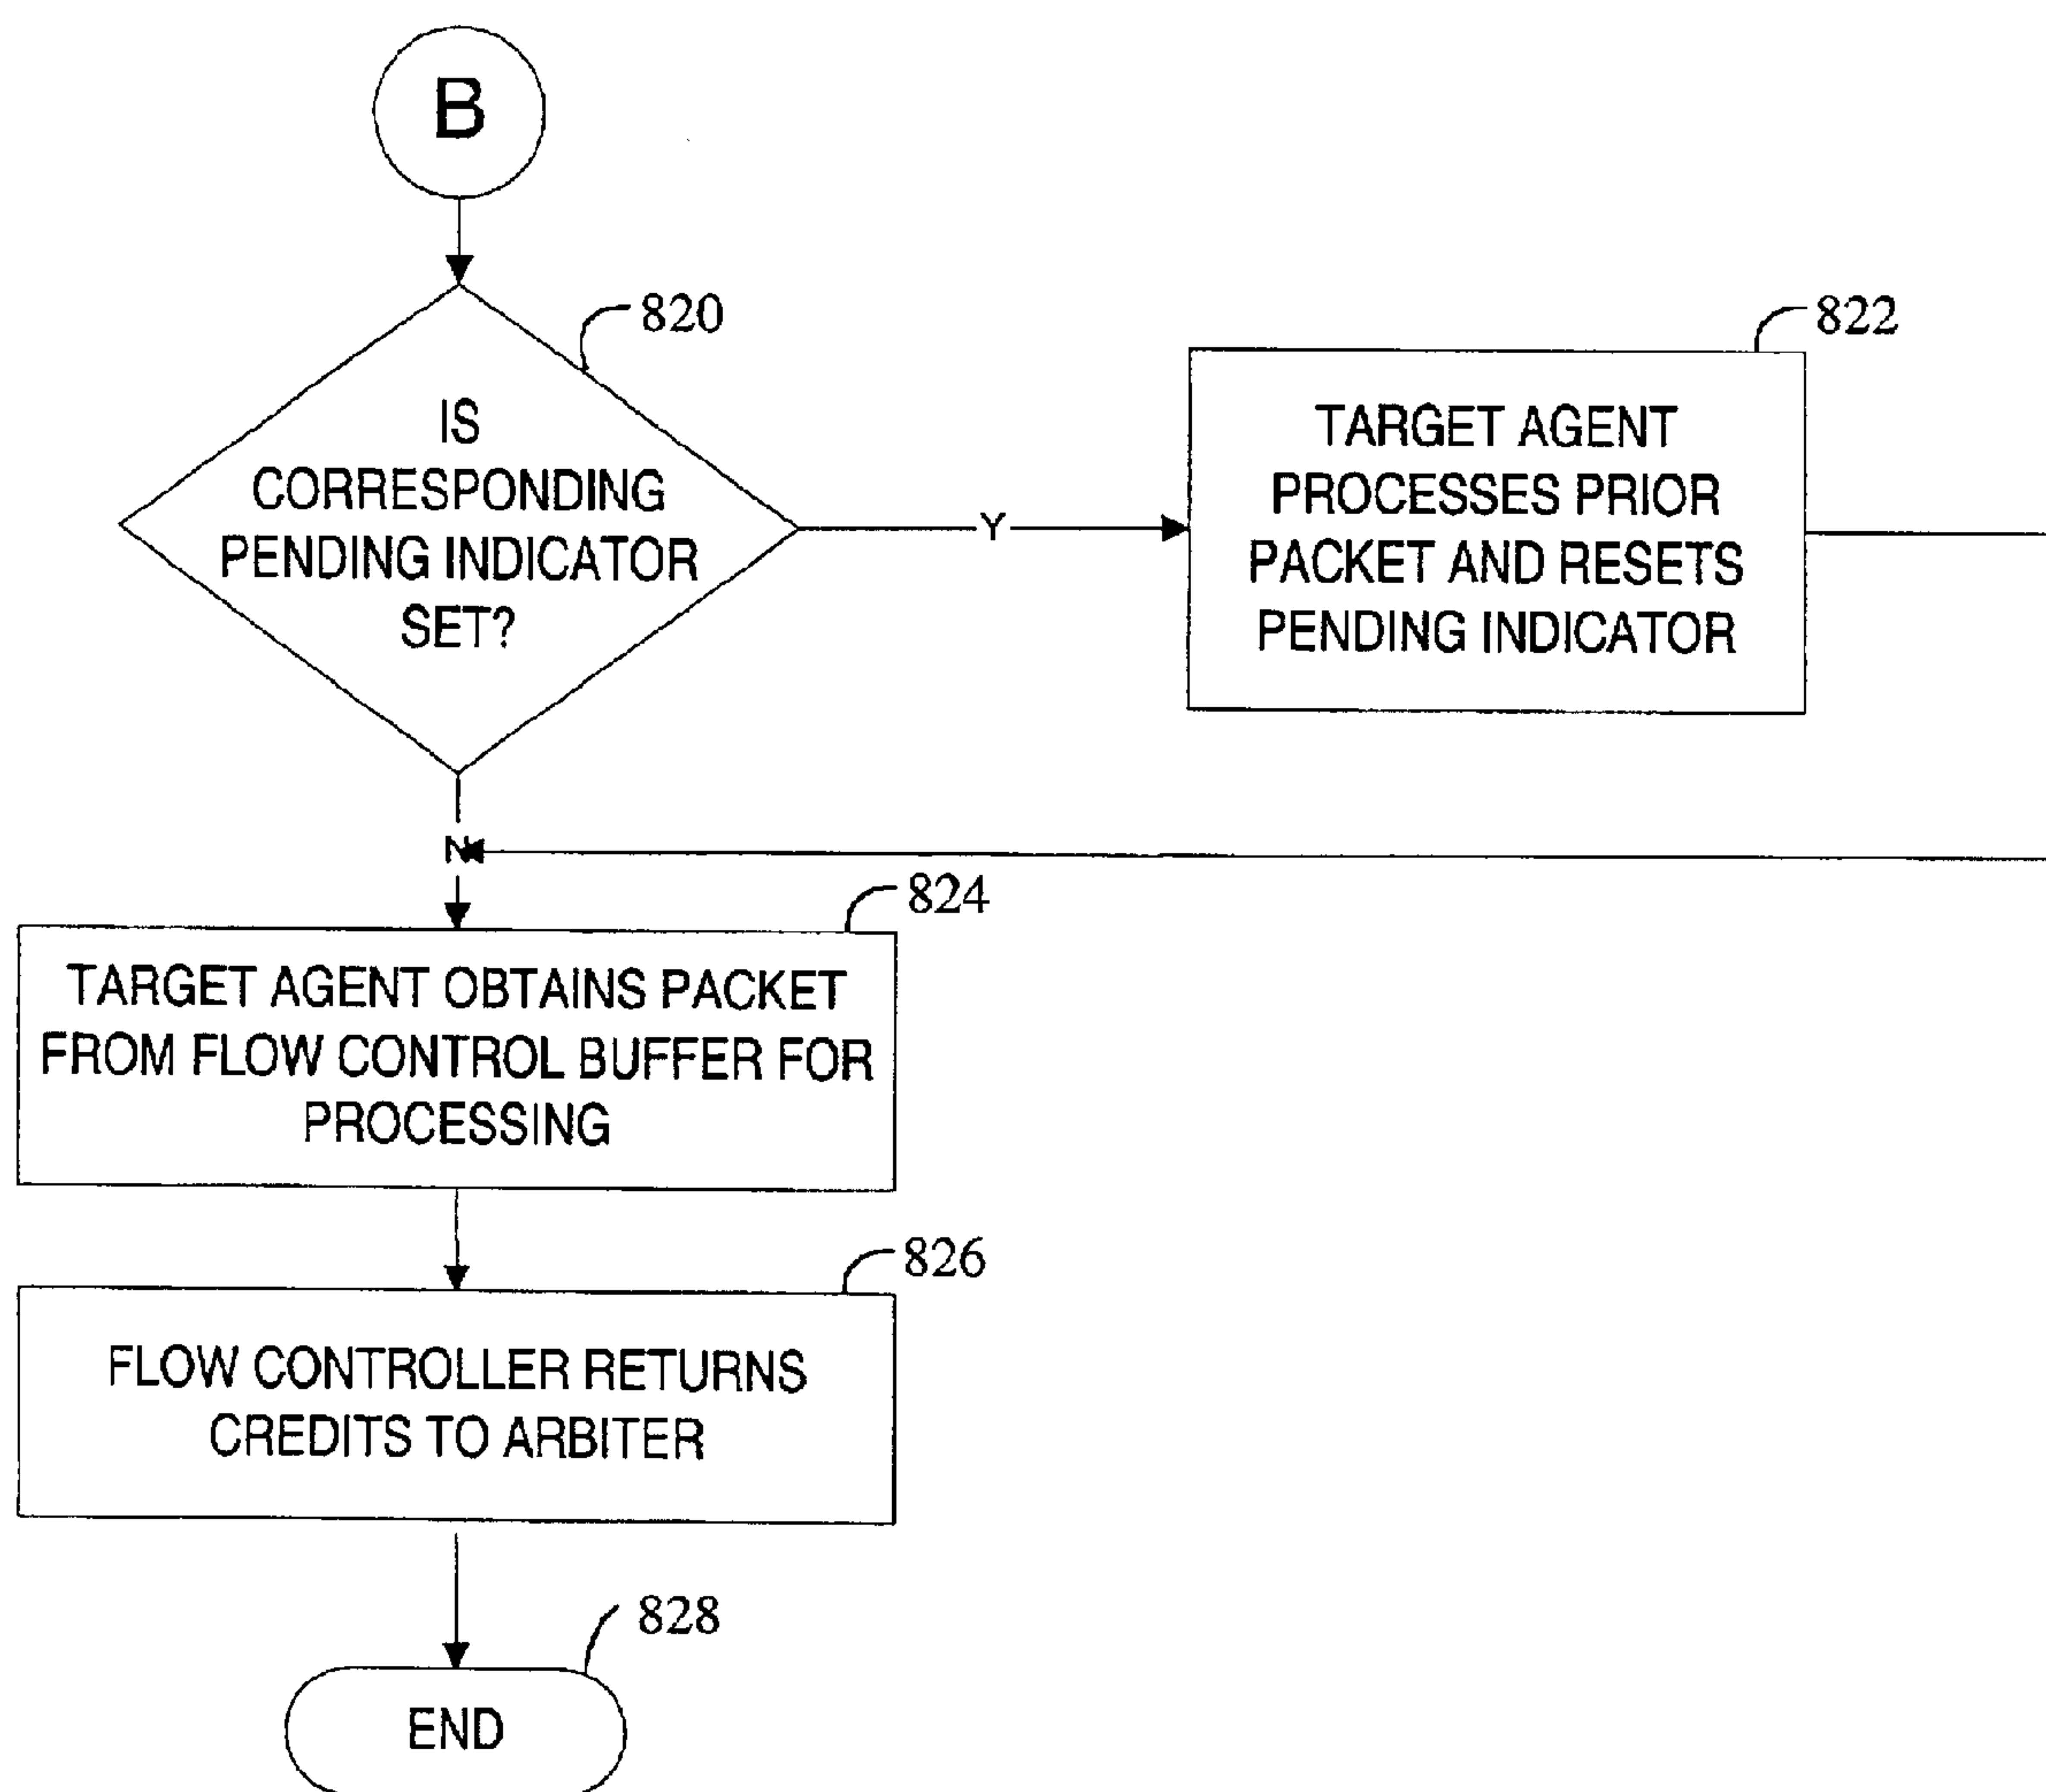 B
820
IS
CORRESPONDING
PENDING INDICATOR
SET?
Y
822
TARGET AGENT
PROCESSES PRIOR
PACKET AND RESETS
PENDING INDICATOR
N
824
TARGET AGENT OBTAINS PACKET
FROM FLOW CONTROL BUFFER FOR
PROCESSING
826
FLOW CONTROLLER RETURNS
CREDITS TO ARBITER
828
END